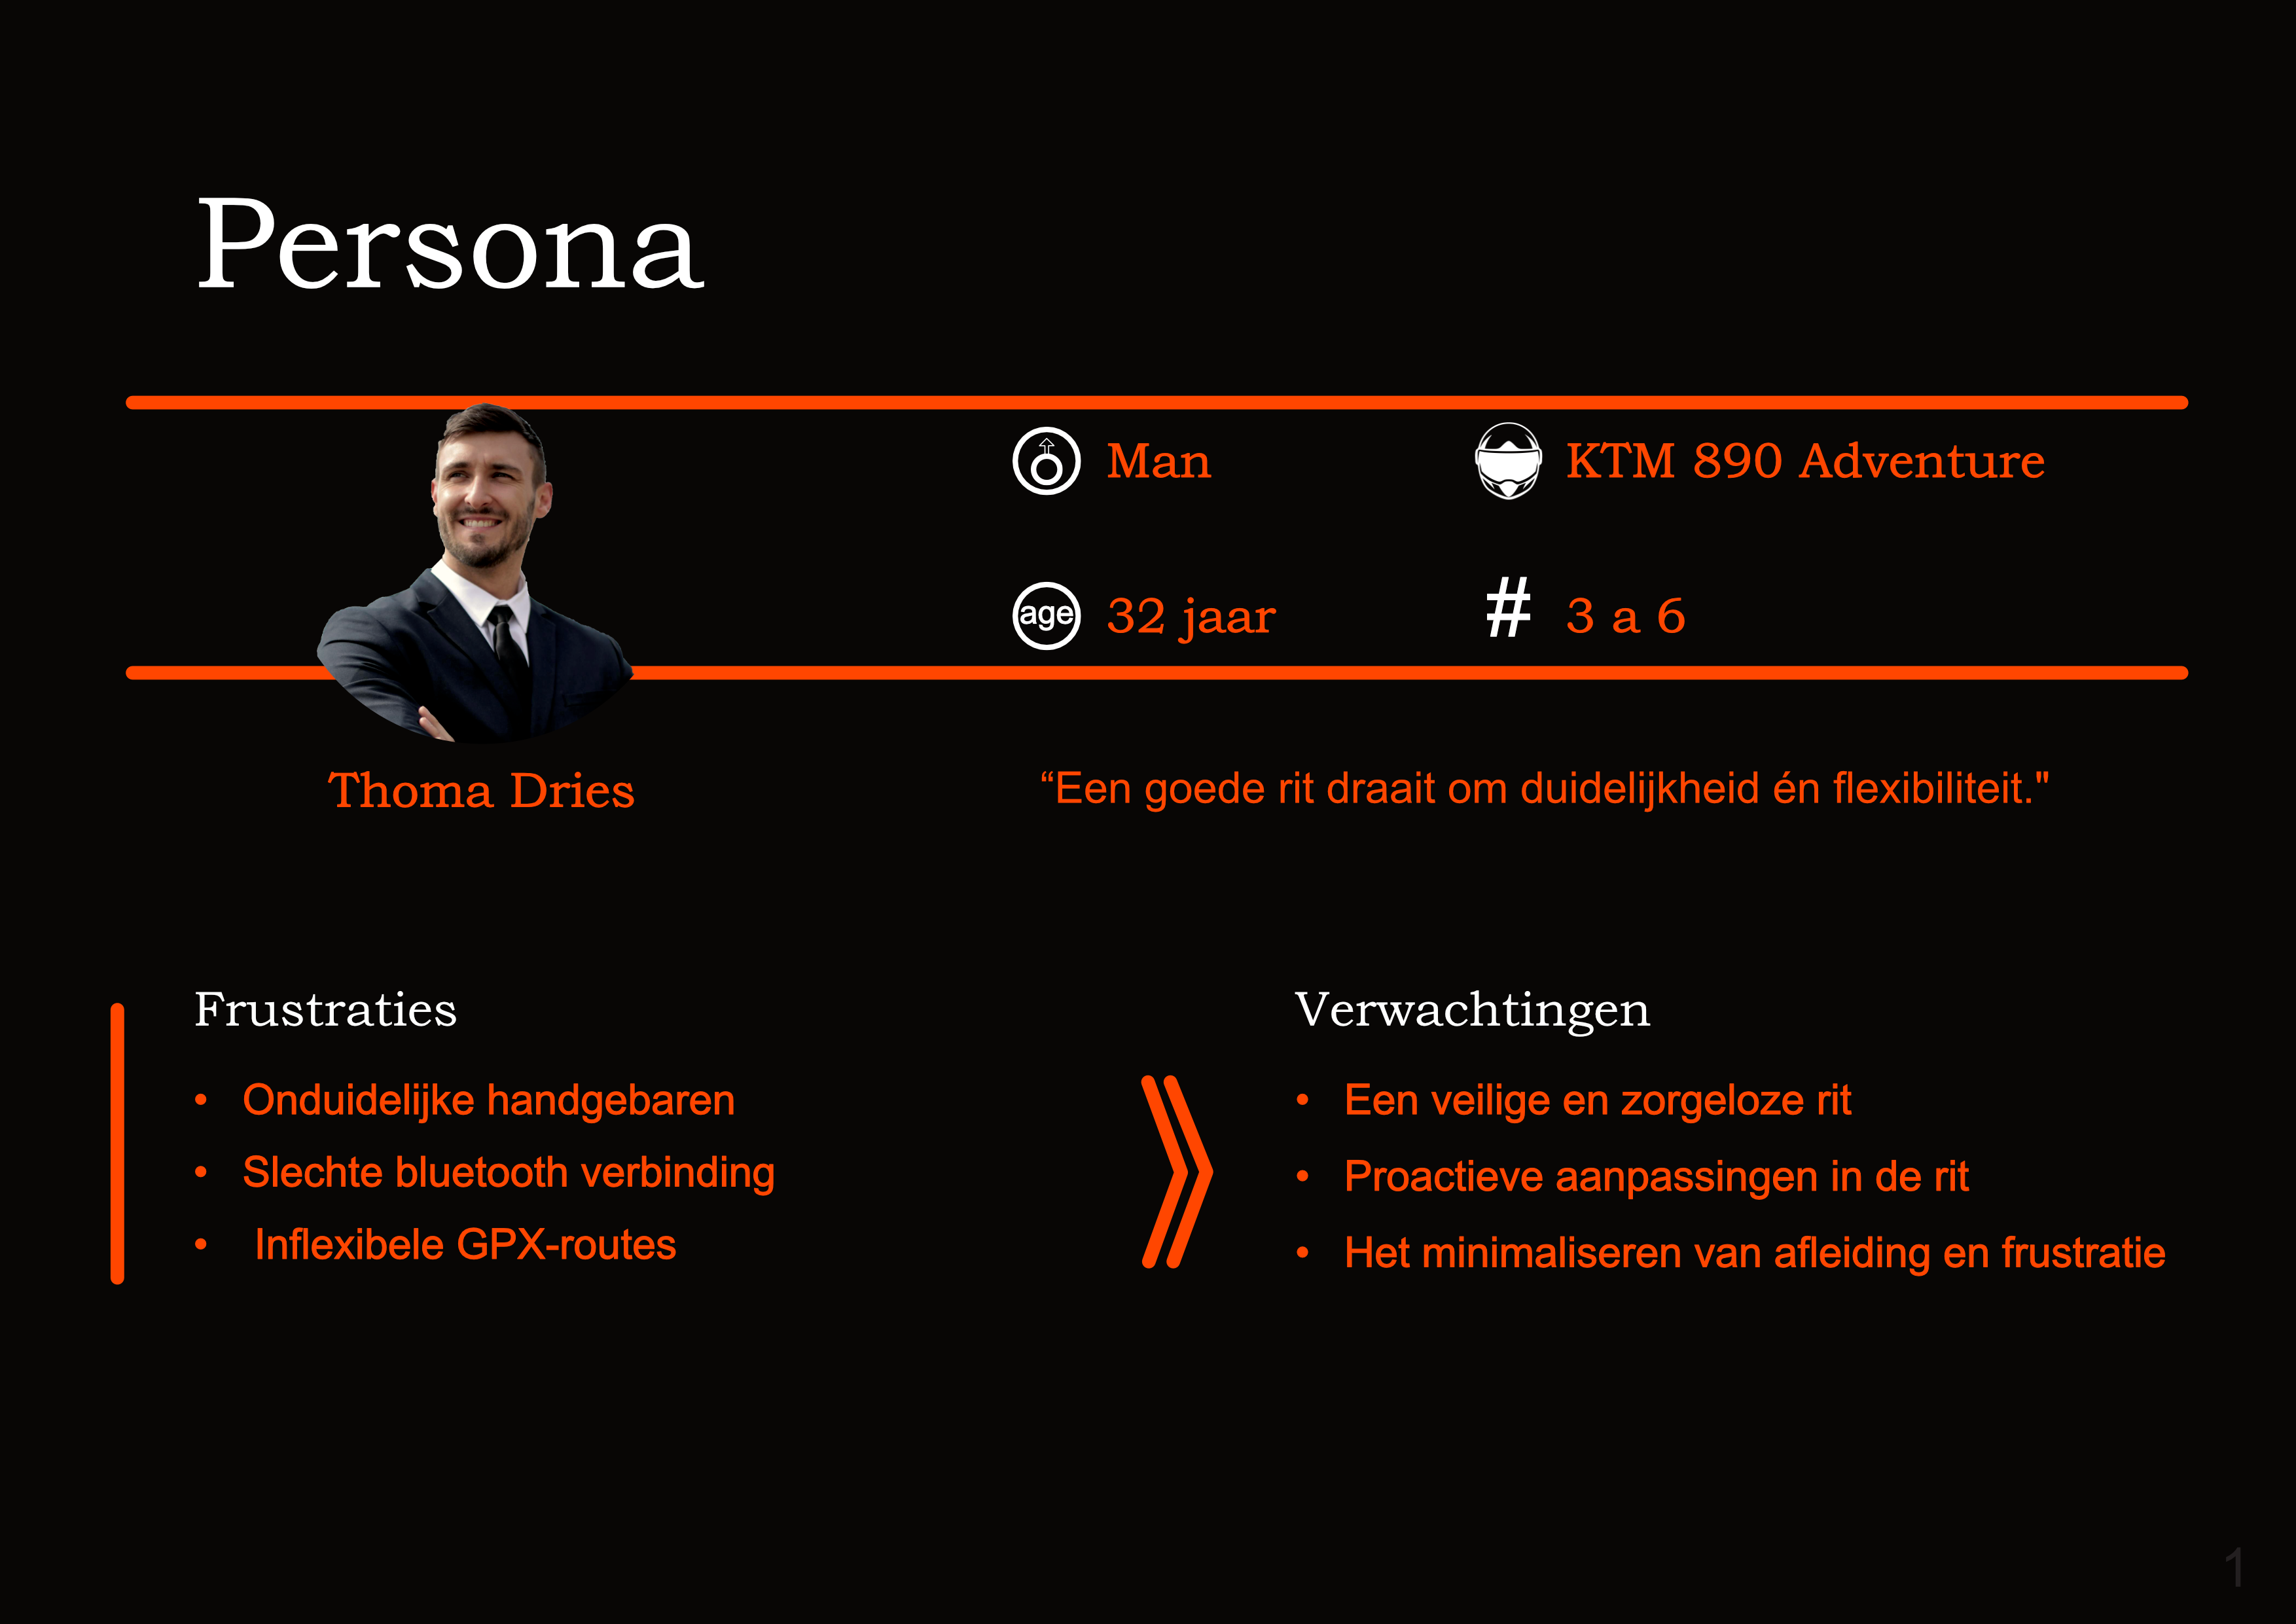 Persona
Man
KTM 890 Adventure
age 32 jaar
# 3 a 6
Thoma Dries
“Een goede rit draait om duidelijkheid én flexibiliteit."
Frustraties
• Onduidelijke handgebaren
• Slechte bluetooth verbinding
• Inflexibele GPX-routes
Verwachtingen
• Een veilige en zorgeloze rit
• Proactieve aanpassingen in de rit
• Het minimaliseren van afleiding en frustratie
1